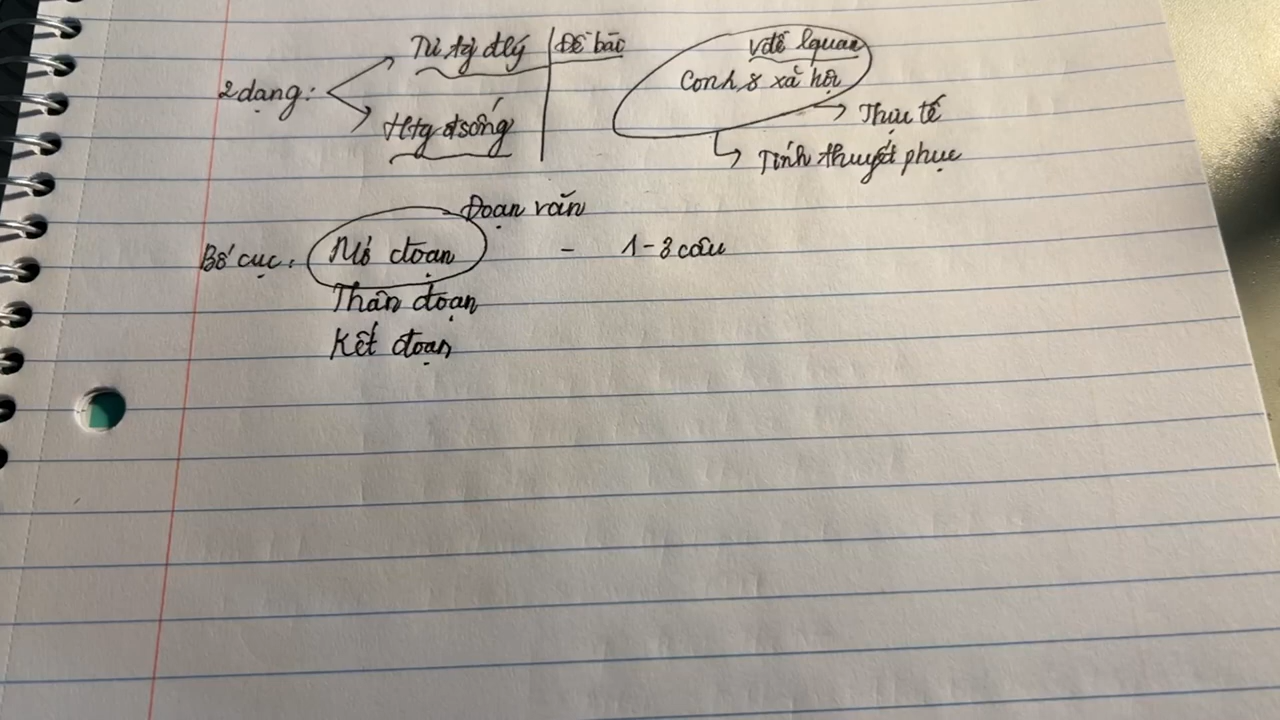 2 dạng:
Tư tg đlý
Htg đsống
Đề bài
vđề lquan
Conh, & xã hội
Thực tế
Tính thuyết phục
Đoạn văn
Bố cục: Mở đoạn - 1-3 câu
Thân đoạn
Kết đoạn